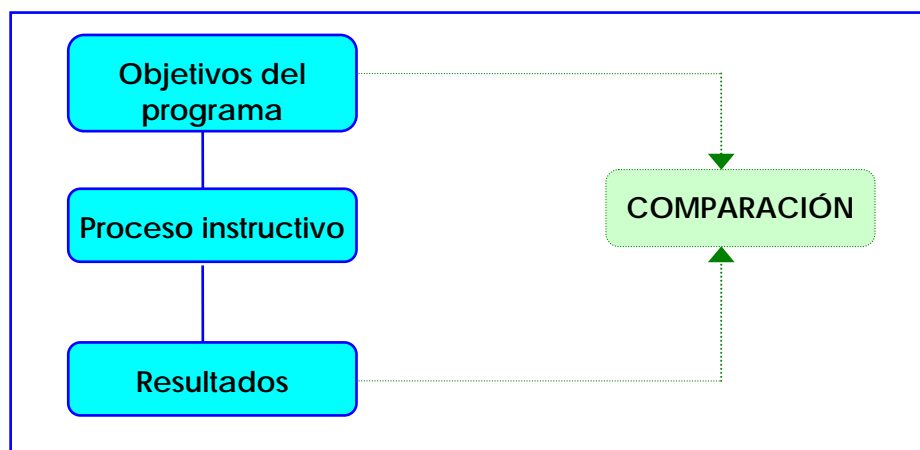 Objetivos del
programa
Proceso instructivo
COMPARACIÓN
Resultados